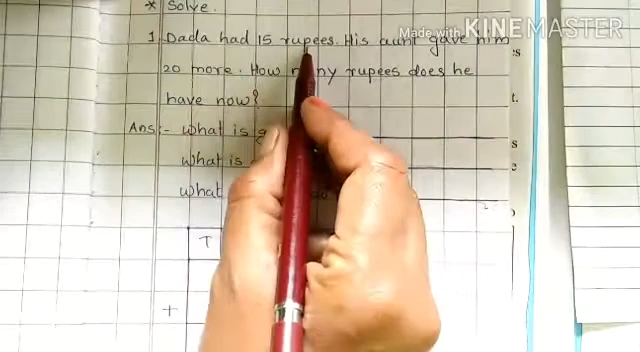 * Solve.
Made with KINEMASTER
1. Dada had 15 rupees. His aunt gave him
20 more. How many rupees does he
have now?
Ans:- What is
What is
What
T
+